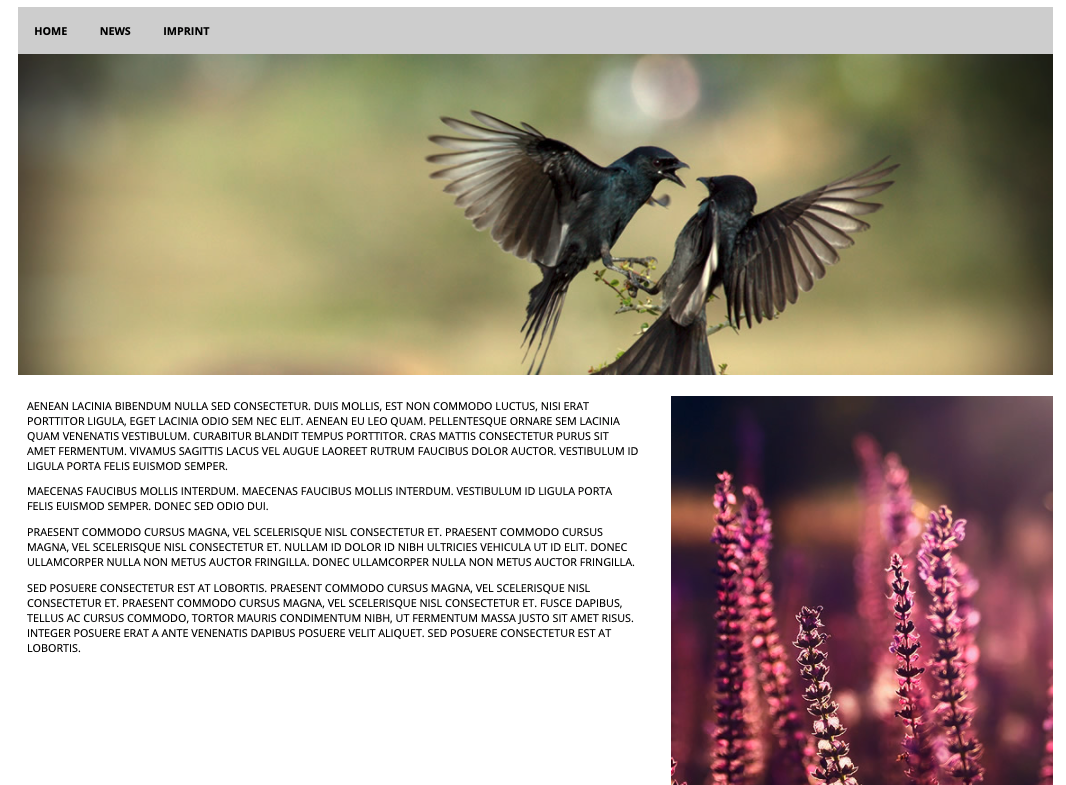 HOME NEWS IMPRINT
AENEAN LACINIA BIBENDUM NULLA SED CONSECTETUR. DUIS MOLLIS, EST NON COMMODO LUCTUS, NISI ERAT
PORTTITOR LIGULA, EGET LACINIA ODIO SEM NEC ELIT. AENEAN EU LEO QUAM. PELLENTESQUE ORNARE SEM LACINIA
QUAM VENENATIS VESTIBULUM. CURABITUR BLANDIT TEMPUS PORTTITOR. CRAS MATTIS CONSECTETUR PURUS SIT
AMET FERMENTUM. VIVAMUS SAGITTIS LACUS VEL AUGUE LAOREET RUTRUM FAUCIBUS DOLOR AUCTOR. VESTIBULUM ID
LIGULA PORTA FELIS EUISMOD SEMPER.
MAECENAS FAUCIBUS MOLLIS INTERDUM. MAECENAS FAUCIBUS MOLLIS INTERDUM. VESTIBULUM ID LIGULA PORTA
FELIS EUISMOD SEMPER. DONEC SED ODIO DUI.
PRAESENT COMMODO CURSUS MAGNA, VEL SCELERISQUE NISL CONSECTETUR ET. PRAESENT COMMODO CURSUS
MAGNA, VEL SCELERISQUE NISL CONSECTETUR ET. NULLAM ID DOLOR ID NIBH ULTRICIES VEHICULA UT ID ELIT. DONEC
ULLAMCORPER NULLA NON METUS AUCTOR FRINGILLA. DONEC ULLAMCORPER NULLA NON METUS AUCTOR FRINGILLA.
SED POSUERE CONSECTETUR EST AT LOBORTIS. PRAESENT COMMODO CURSUS MAGNA, VEL SCELERISQUE NISL
CONSECTETUR ET. PRAESENT COMMODO CURSUS MAGNA, VEL SCELERISQUE NISL CONSECTETUR ET. FUSCE DAPIBUS,
TELLUS AC CURSUS COMMODO, TORTOR MAURIS CONDIMENTUM NIBH, UT FERMENTUM MASSA JUSTO SIT AMET RISUS.
INTEGER POSUERE ERAT A ANTE VENENATIS DAPIBUS POSUERE VELIT ALIQUET. SED POSUERE CONSECTETUR EST AT
LOBORTIS.